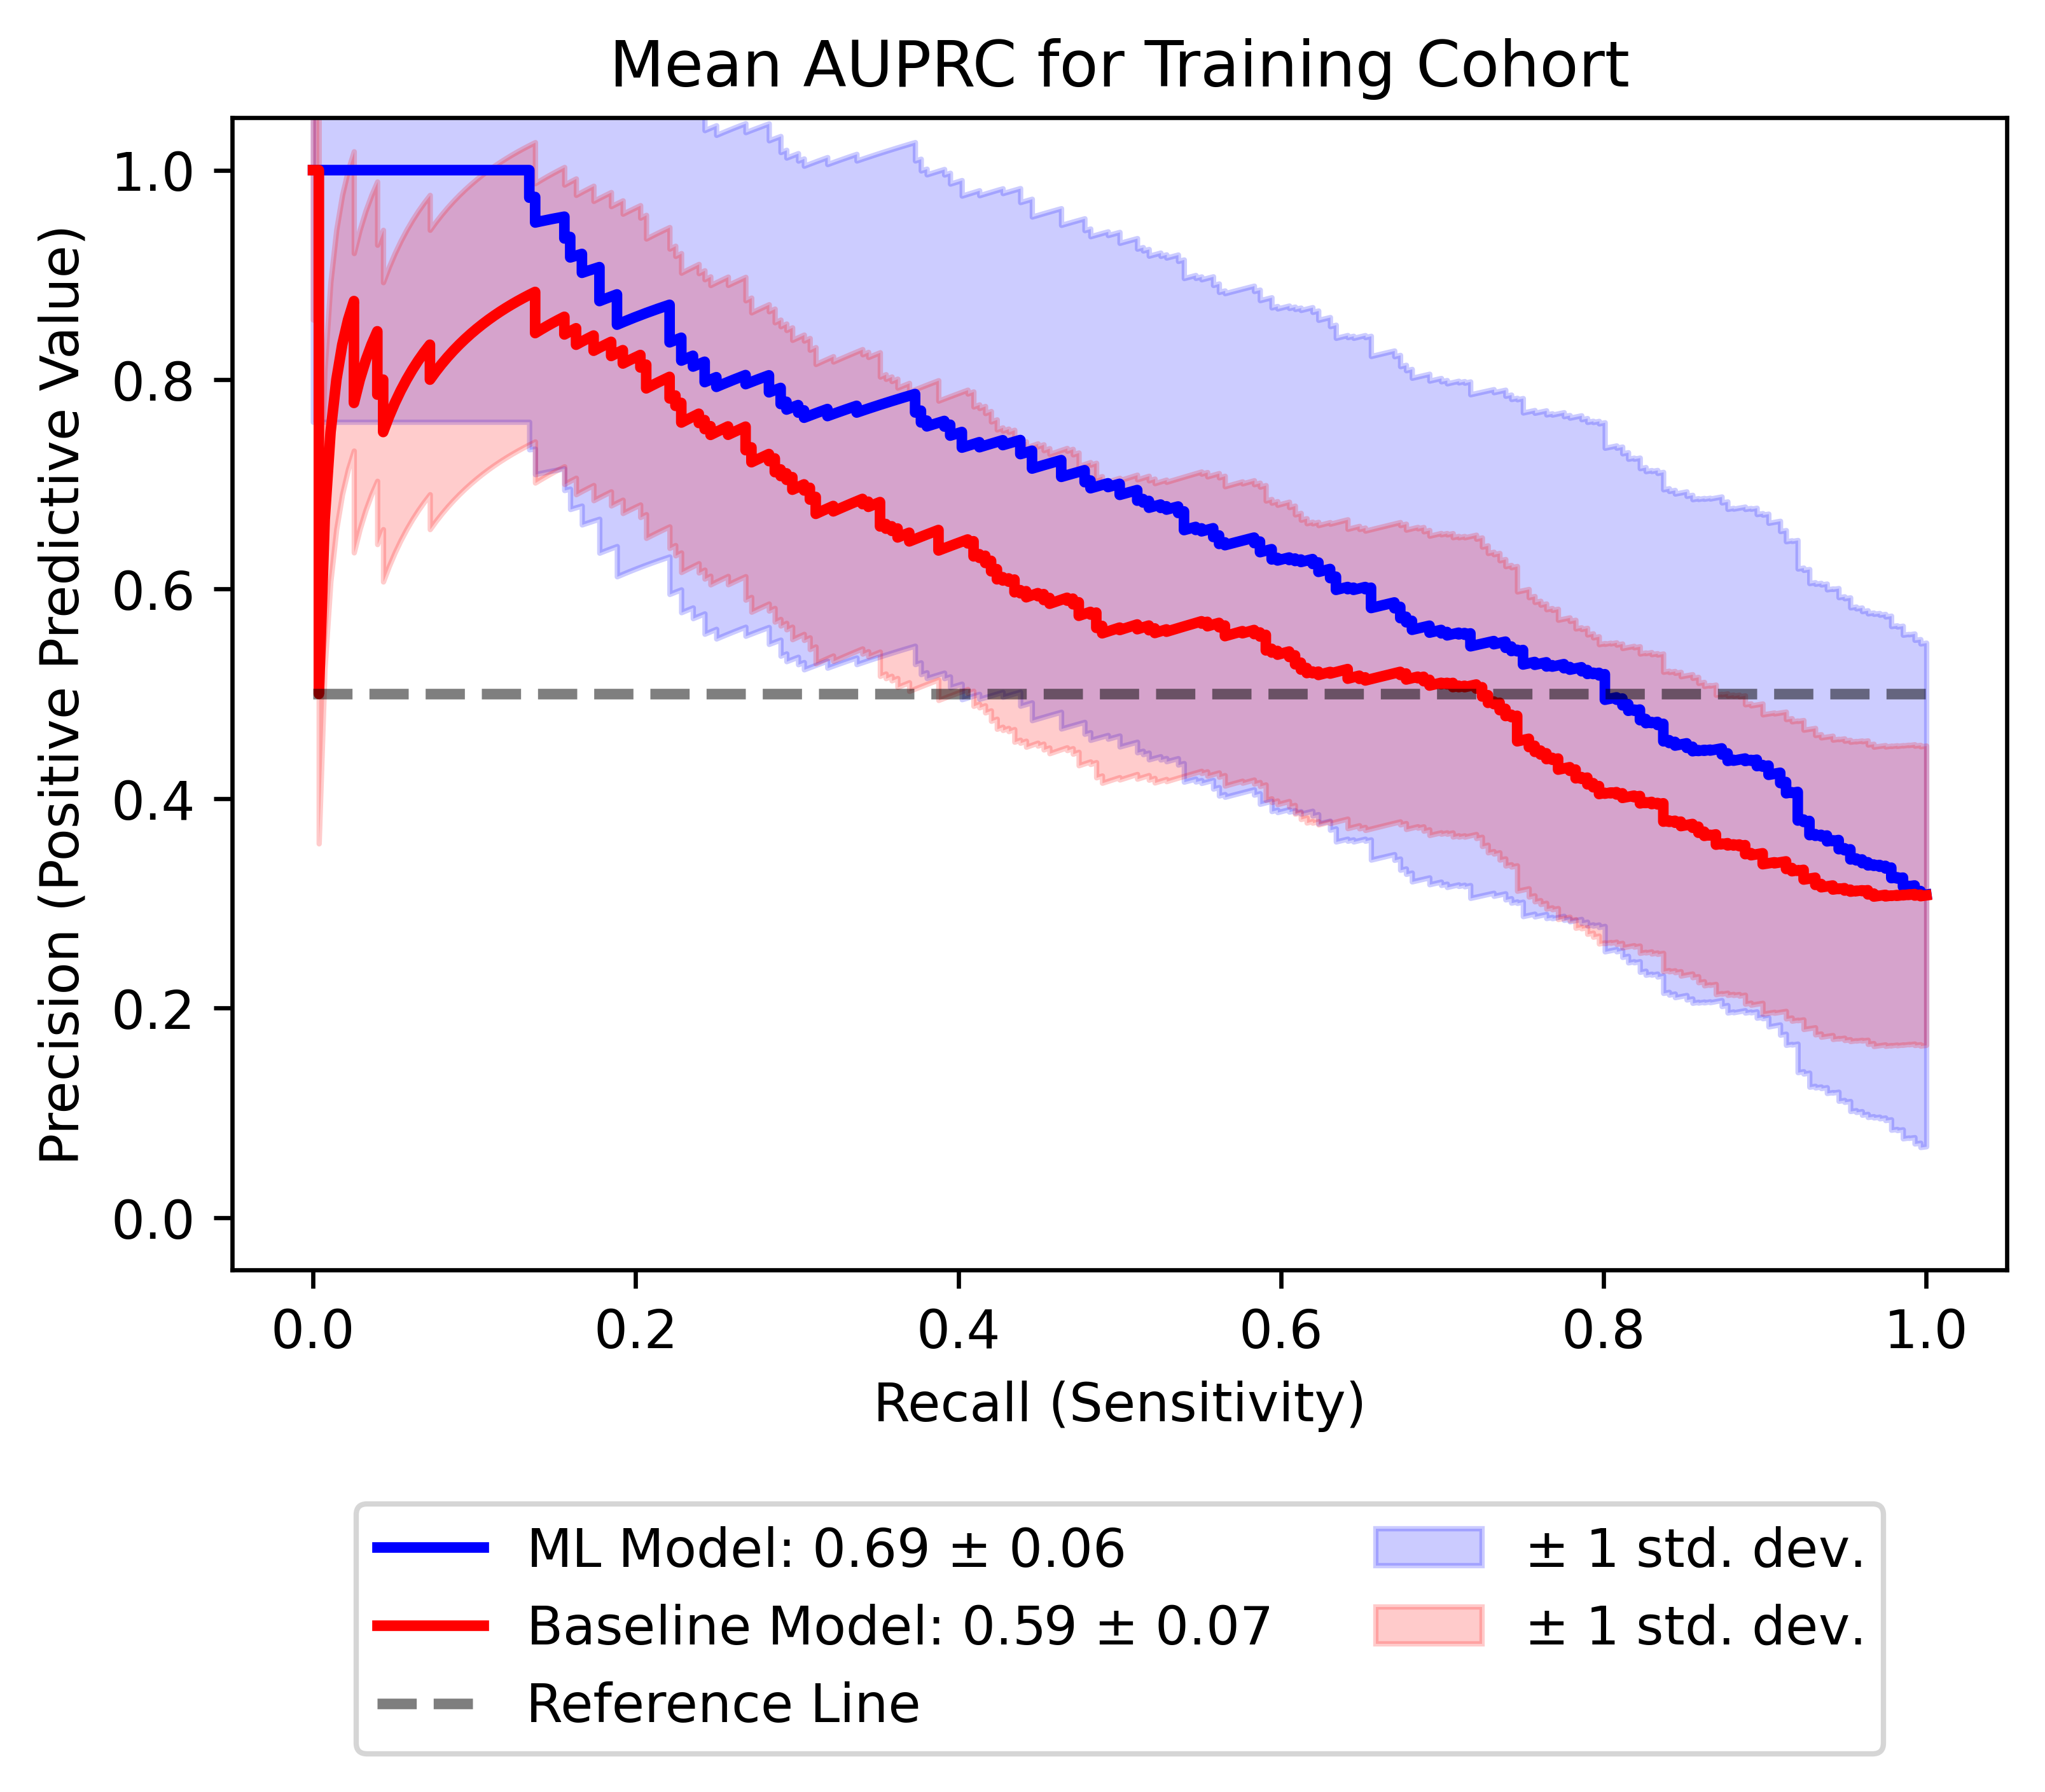 Mean AUPRC for Training Cohort
Precision (Positive Predictive Value)
1.0
0.8
0.6
0.4
0.2
0.0
0.0 0.2 0.4 0.6 0.8 1.0
Recall (Sensitivity)
ML Model: 0.69 ± 0.06
Baseline Model: 0.59 ± 0.07
Reference Line
± 1 std. dev.
± 1 std. dev.